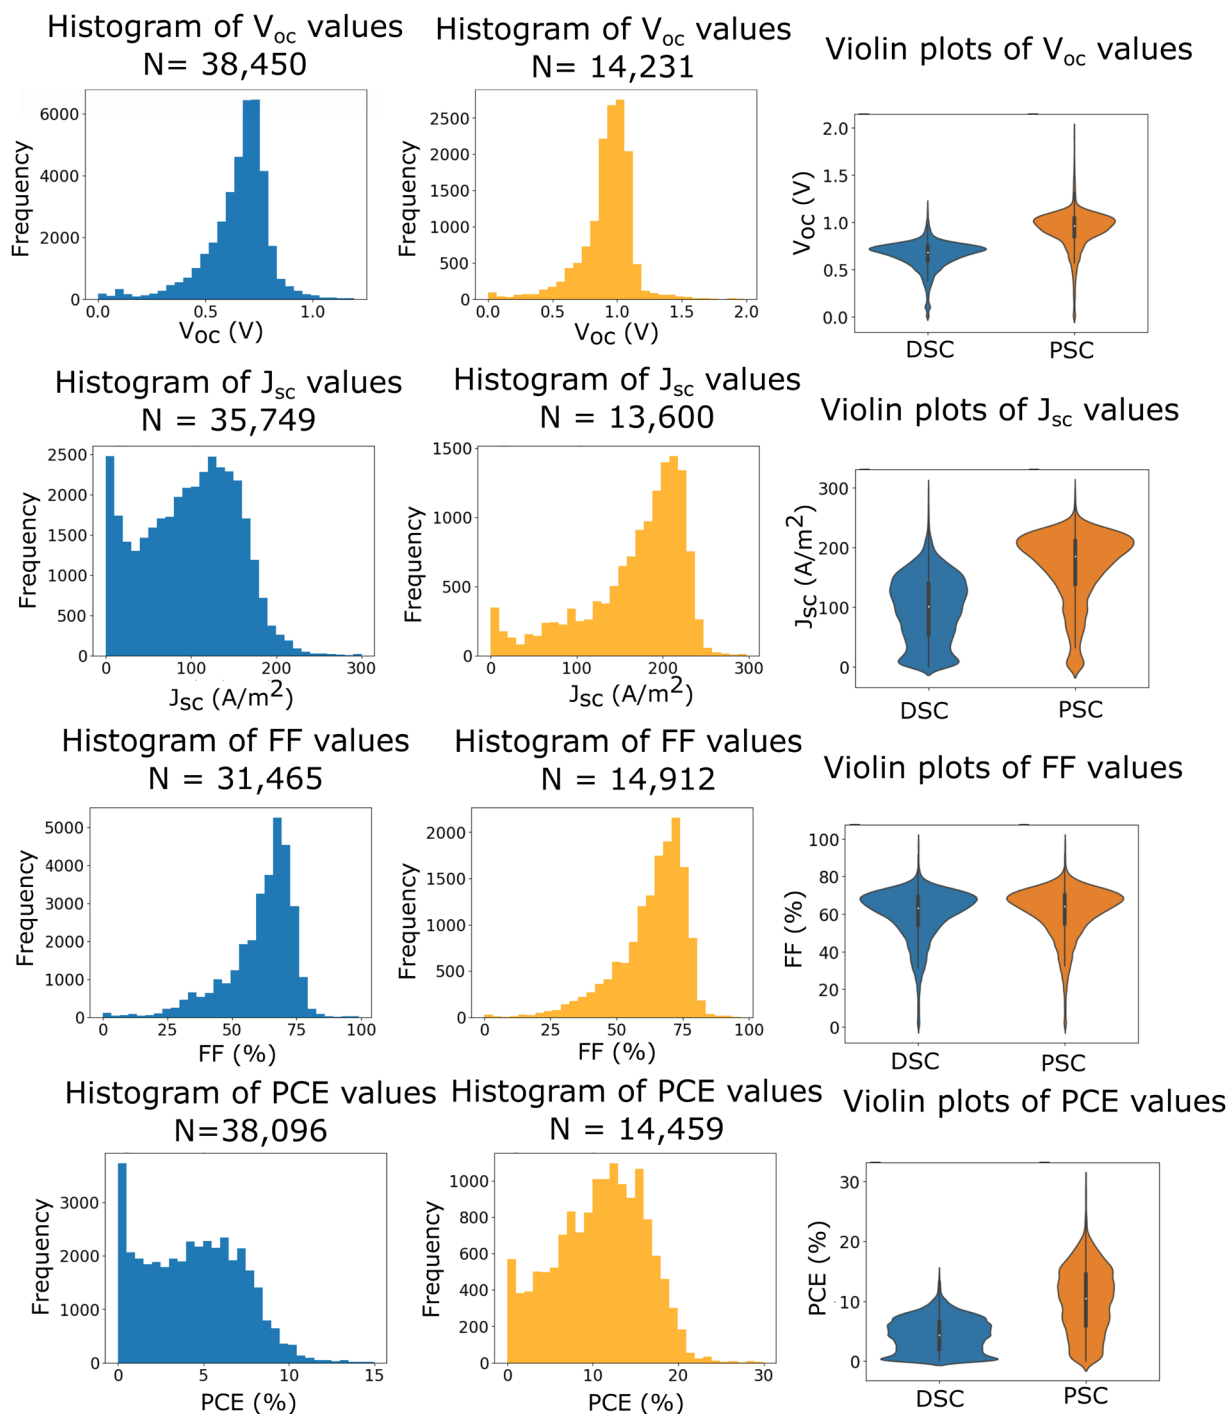 Histogram of Voc values
N= 38,450
Frequency
6000
4000
2000
0
0.0 0.5 1.0
VOC (V)
Histogram of Voc values
N= 14,231
Frequency
2500
2000
1500
1000
500
0
0.0 0.5 1.0 1.5 2.0
VOC (V)
Violin plots of Voc values
VOC (V)
2.0
1.5
1.0
0.5
0.0
DSC PSC
Histogram of Jsc values
N = 35,749
Frequency
2500
2000
1500
1000
500
0
0 100 200 300
JSC (A/m²)
Histogram of Jsc values
N = 13,600
Frequency
1500
1000
500
0
0 100 200 300
JSC (A/m²)
Violin plots of Jsc values
JSC (A/m²)
300
200
100
0
DSC PSC
Histogram of FF values
N = 31,465
Frequency
5000
4000
3000
2000
1000
0
0 25 50 75 100
FF (%)
Histogram of FF values
N = 14,912
Frequency
2000
1500
1000
500
0
0 25 50 75 100
FF (%)
Violin plots of FF values
FF (%)
100
80
60
40
20
0
DSC PSC
Histogram of PCE values
N=38,096
Frequency
3000
2000
1000
0
0 5 10 15
PCE (%)
Histogram of PCE values
N = 14,459
Frequency
1000
800
600
400
200
0
0 10 20 30
PCE (%)
Violin plots of PCE values
PCE (%)
30
20
10
0
DSC PSC